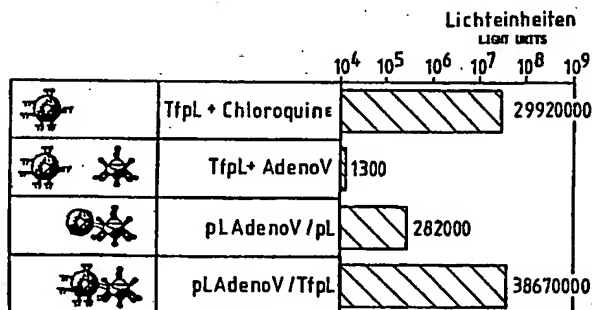 Lichteinheiten
LIGHT UNITS
10⁴ 10⁵ 10⁶ 10⁷ 10⁸ 10⁹
TfpL + Chloroquine 29920000
TfpL + AdenoV 1300
pLAdenoV/pL 282000
pLAdenoV/TfpL 38670000